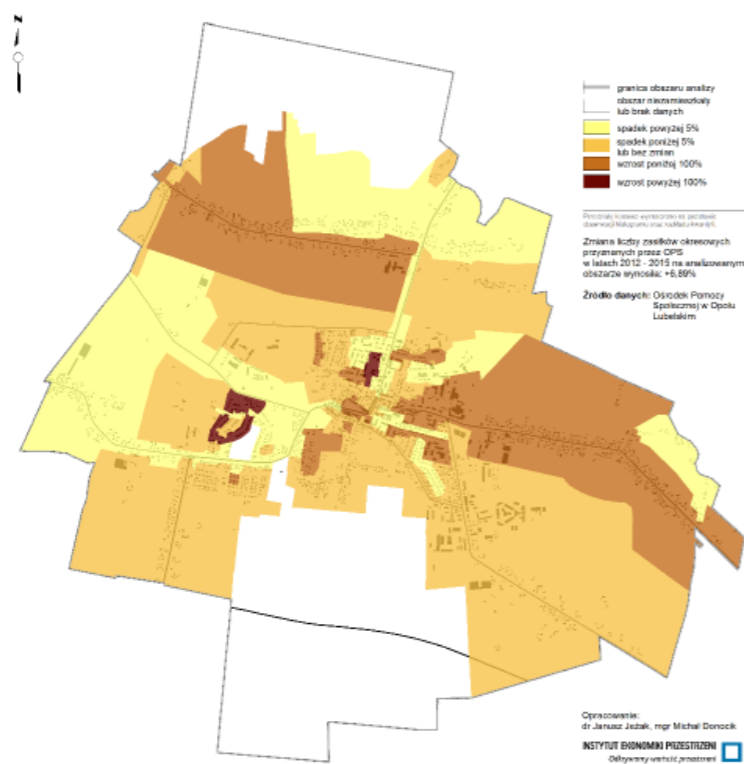 N
granica obszaru analizy
obszar niezamieszkały
lub brak danych
spadek powyżej 5%
spadek poniżej 5%
lub bez zmian
wzrost poniżej 100%
wzrost powyżej 100%
Zmiana liczby zasiłków okresowych
przyznanych przez OPS
w latach 2012 - 2015 na analizowanym
obszarze wynosiła: +6,89%
Źródło danych: Ośrodek Pomocy
Społecznej w Opolu
Lubelskim
Opracowanie:
dr Janusz Jeżak, mgr Michał Donocik
INSTYTUT EKONOMIKI PRZESTRZENI
Odkrywamy wartość przestrzeni